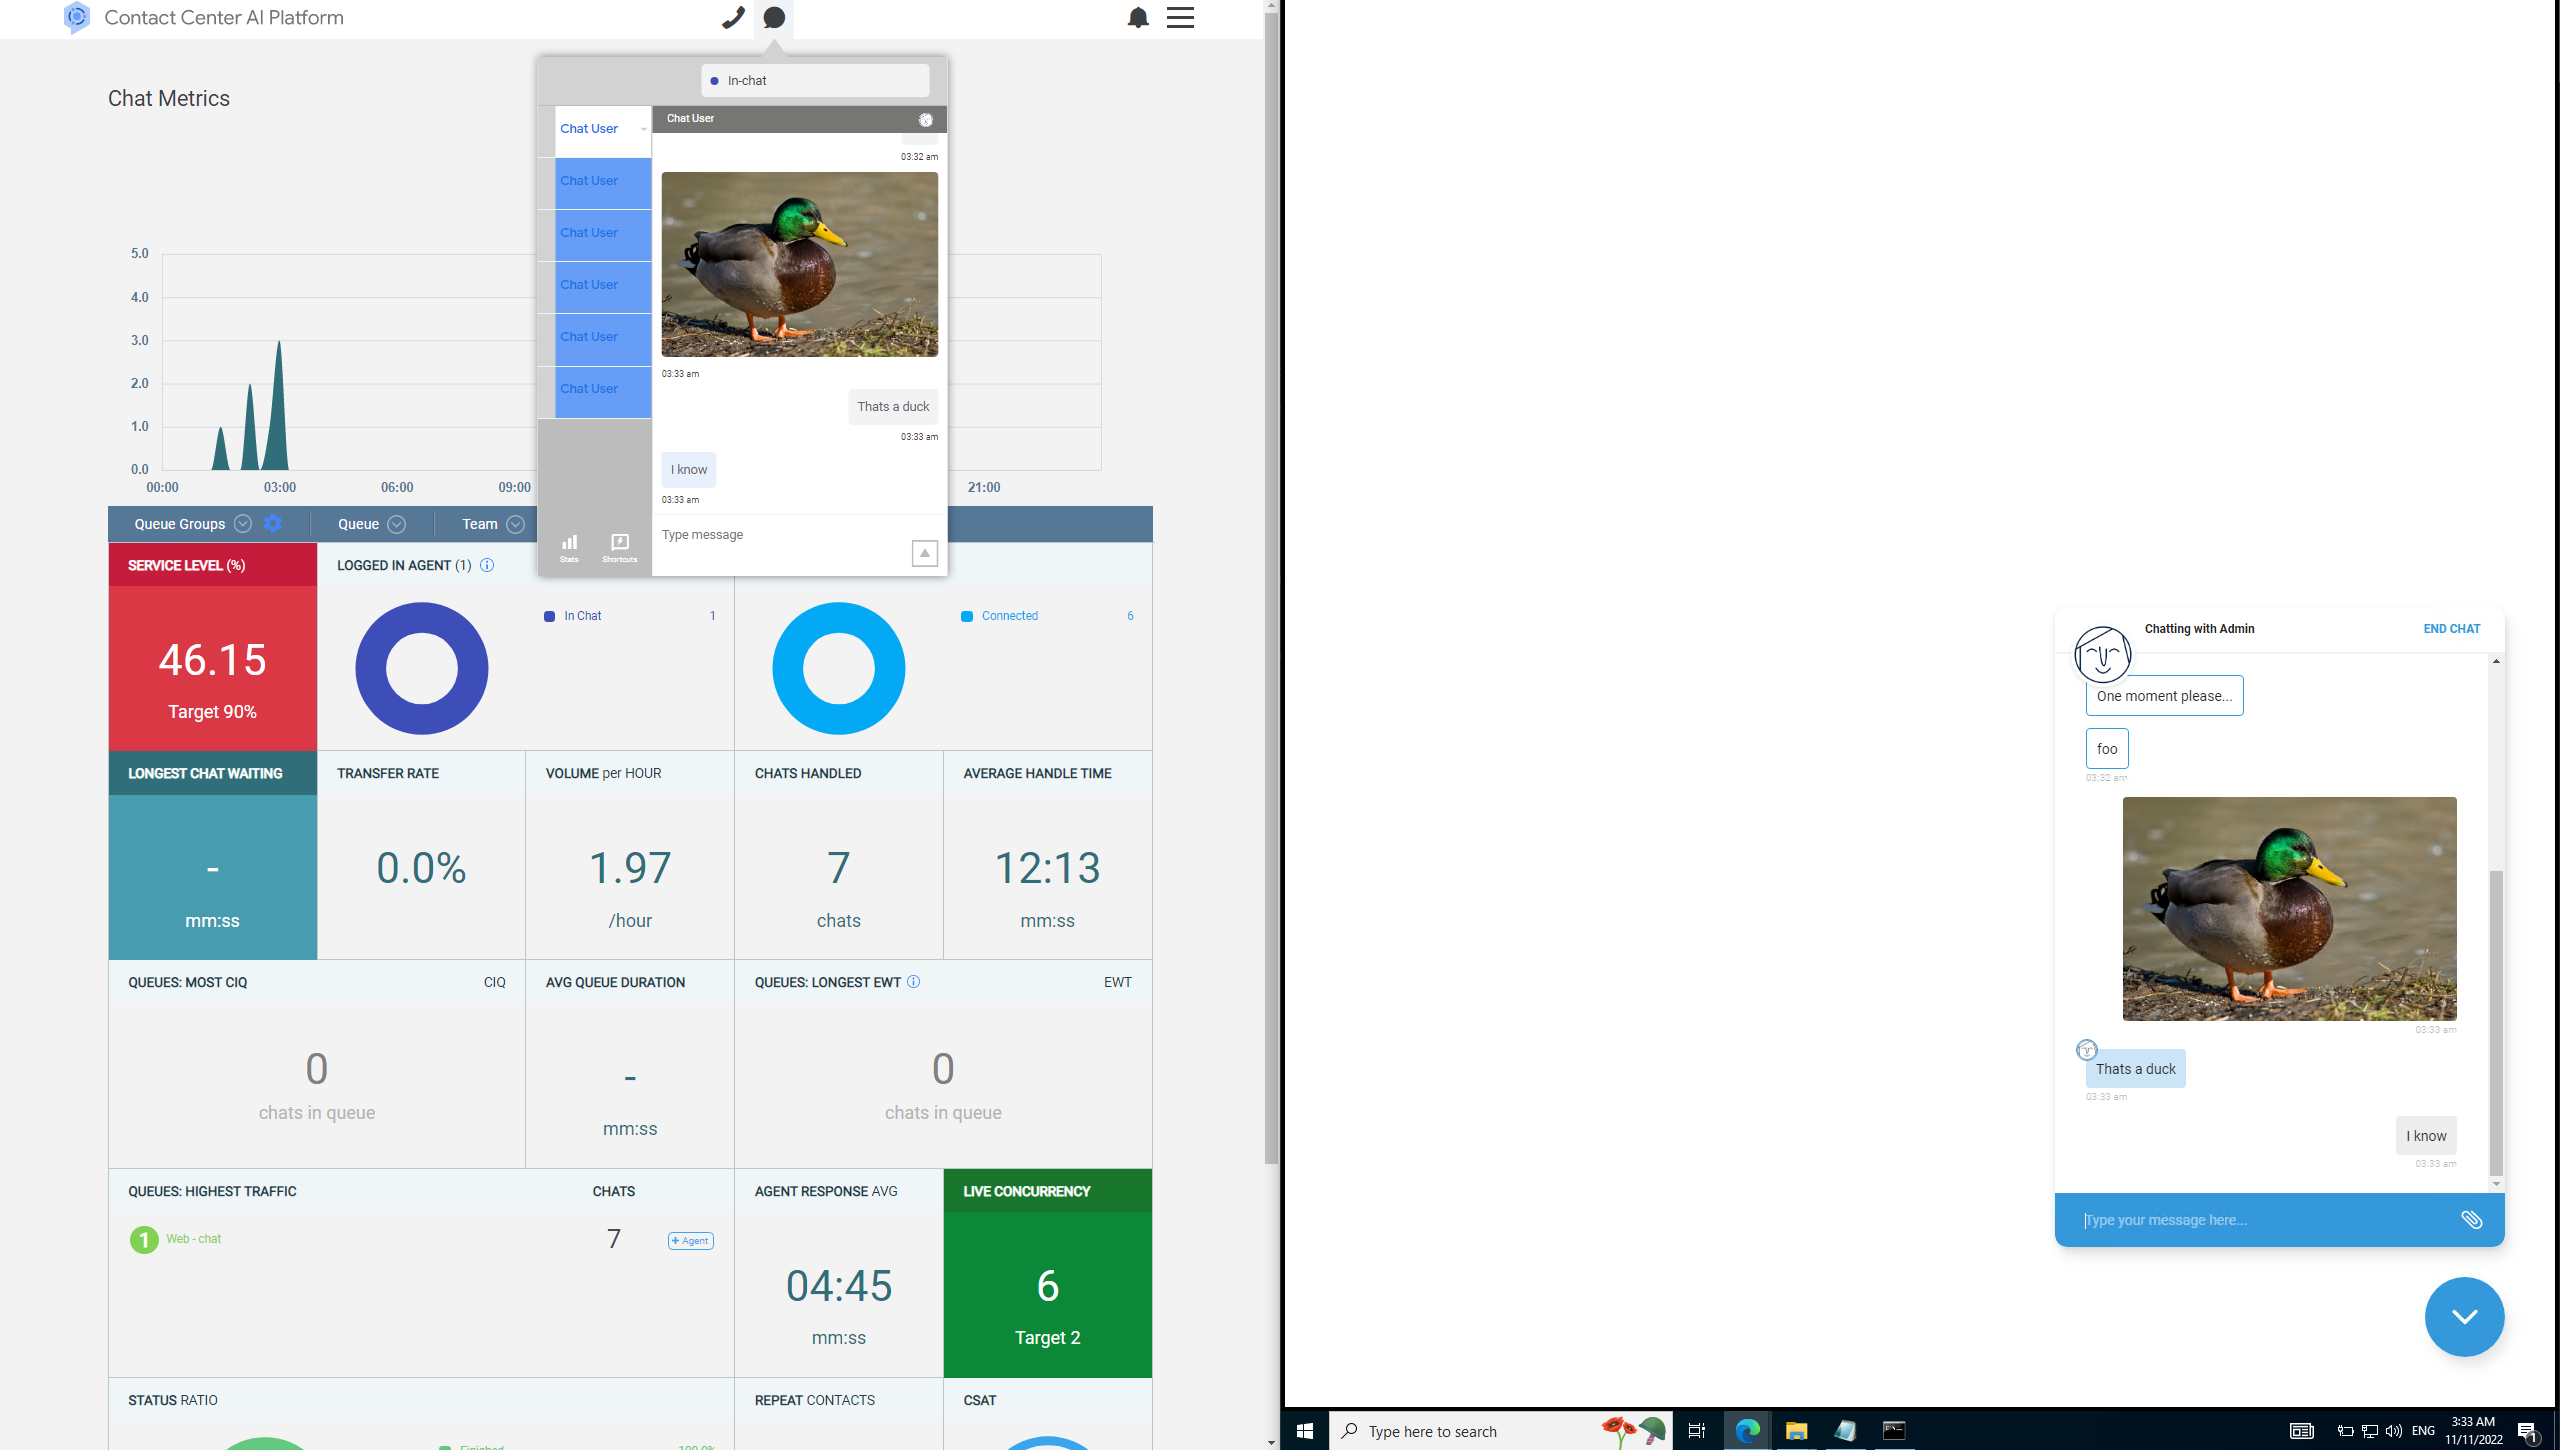 Contact Center AI Platform
Chat Metrics
5.0
4.0
3.0
2.0
1.0
0.0
00:00
03:00
06:00
09:00
21:00
In-chat
Chat User
Chat User
Chat User
Chat User
Chat User
Chat User
Stats
Shortcuts
Chat User
03:32 am
03:33 am
Thats a duck
03:33 am
I know
03:33 am
Type message
Queue Groups
Queue
Team
SERVICE LEVEL (%)
46.15
Target 90%
LOGGED IN AGENT (1)
In Chat 1
Connected 6
LONGEST CHAT WAITING
-
mm:ss
TRANSFER RATE
0.0%
VOLUME per HOUR
1.97
/hour
CHATS HANDLED
7
chats
AVERAGE HANDLE TIME
12:13
mm:ss
QUEUES: MOST CIQ CIQ
0
chats in queue
AVG QUEUE DURATION
-
mm:ss
QUEUES: LONGEST EWT EWT
0
chats in queue
QUEUES: HIGHEST TRAFFIC CHATS
1 Web - chat 7 + Agent
AGENT RESPONSE AVG
04:45
mm:ss
LIVE CONCURRENCY
6
Target 2
STATUS RATIO
Finished 100.0%
REPEAT CONTACTS
CSAT
Chatting with Admin
END CHAT
One moment please...
foo
03:32 am
03:33 am
Thats a duck
03:33 am
I know
03:33 am
Type your message here...
Type here to search
ENG
3:33 AM
11/11/2022
1